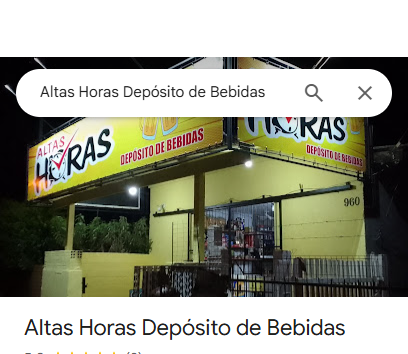 Altas Horas Depósito de Bebidas
ALTAS
HORAS
DEPÓSITO DE BEBIDAS
HORAS
DEPÓSITO DE BEBIDAS
960
Altas Horas Depósito de Bebidas